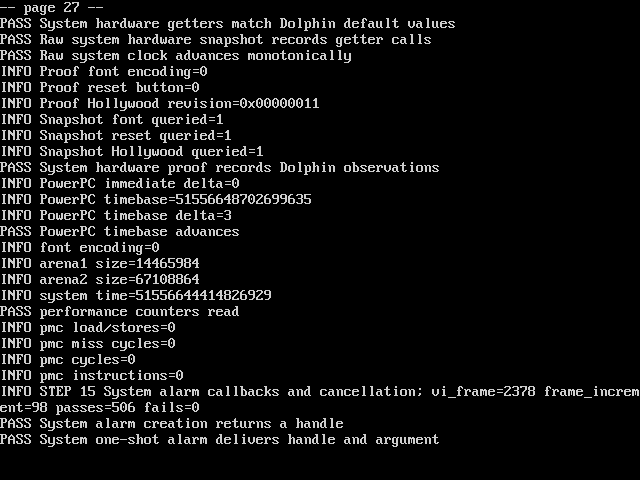 -- page 27 --
PASS System hardware getters match Dolphin default values
PASS Raw system hardware snapshot records getter calls
PASS Raw system clock advances monotonically
INFO Proof font encoding=0
INFO Proof reset button=0
INFO Proof Hollywood revision=0x00000011
INFO Snapshot font queried=1
INFO Snapshot reset queried=1
INFO Snapshot Hollywood queried=1
PASS System hardware proof records Dolphin observations
INFO PowerPC immediate delta=0
INFO PowerPC timebase=51556648702699635
INFO PowerPC timebase delta=3
PASS PowerPC timebase advances
INFO font encoding=0
INFO arena1 size=14465984
INFO arena2 size=67108864
INFO system time=51556644414826929
PASS performance counters read
INFO pmc load/stores=0
INFO pmc miss cycles=0
INFO pmc cycles=0
INFO pmc instructions=0
INFO STEP 15 System alarm callbacks and cancellation; vi_frame=2378 frame_increm
ent=98 passes=506 fails=0
PASS System alarm creation returns a handle
PASS System one-shot alarm delivers handle and argument